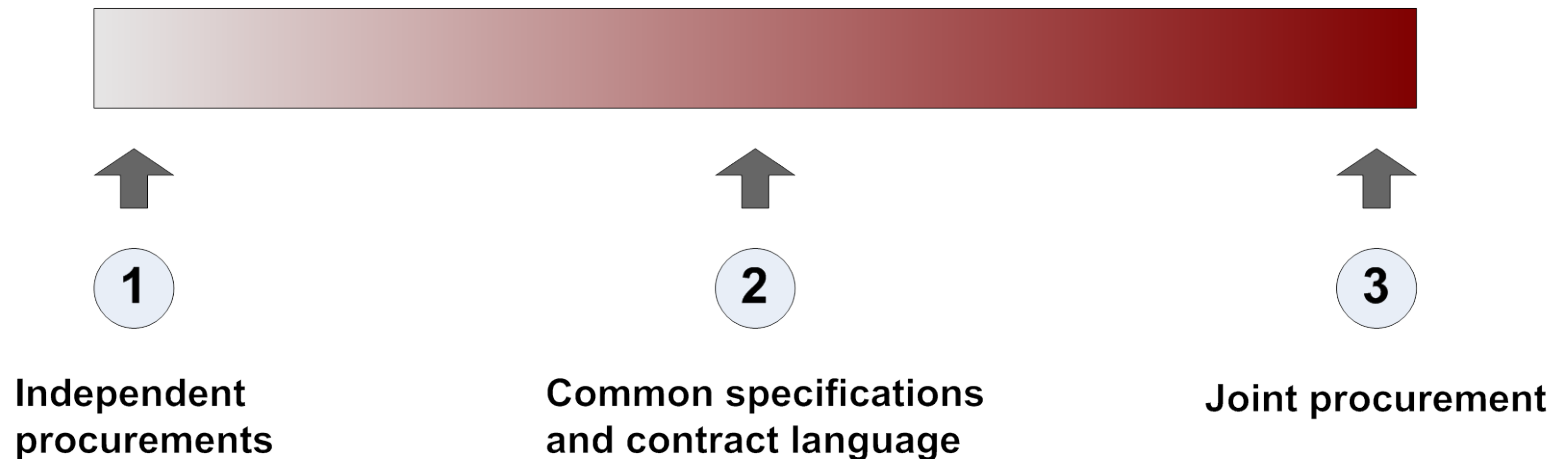 1
2
3
Independent
procurements
Common specifications
and contract language
Joint procurement